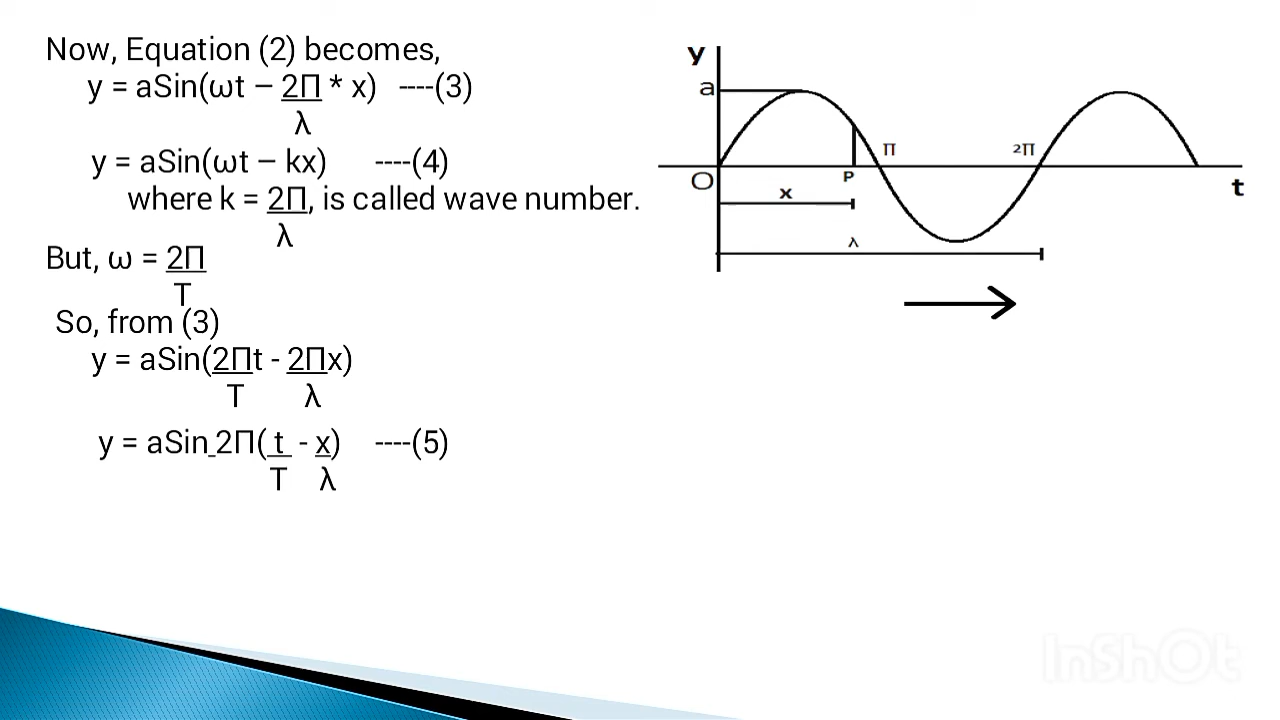 Now, Equation (2) becomes,
y = aSin(ωt – 2Π * x) ----(3)
λ
y = aSin(ωt – kx) ----(4)
where k = 2Π, is called wave number.
λ
But, ω = 2Π
T
So, from (3)
y = aSin(2Πt - 2Πx)
T λ
y = aSin 2Π( t - x) ----(5)
T λ
y
a
Π
2Π
O
P
t
x
λ
InShOt